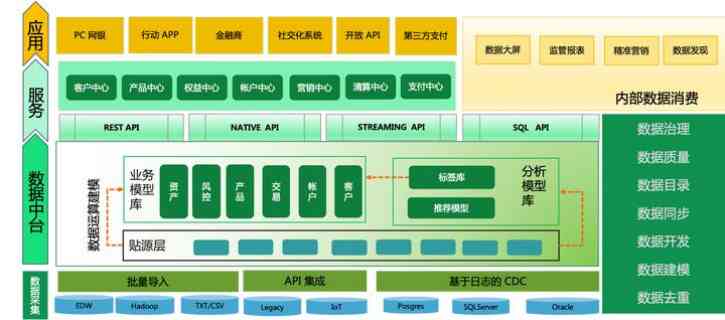 应用
PC 网银
行动 APP
金融商
社交化系统
开放 API
第三方支付
数据大屏
监管报表
精准营销
数据发现
内部数据消费
服务
客户中心
产品中心
权益中心
帐户中心
营销中心
清算中心
支付中心
REST API
NATIVE API
STREAMING API
SQL API
数据中台
数据运算建模
业务
模型
库
资产
风控
产品
交易
帐户
客户
标签库
推荐模型
分析
模型
库
贴源层
数据治理
数据质量
数据目录
数据同步
数据开发
数据建模
数据去重
数据采集
批量导入
API 集成
基于日志的 CDC
EDW
Hadoop
TXT/CSV
Legacy
IoT
Posgres
SQLServer
Oracle